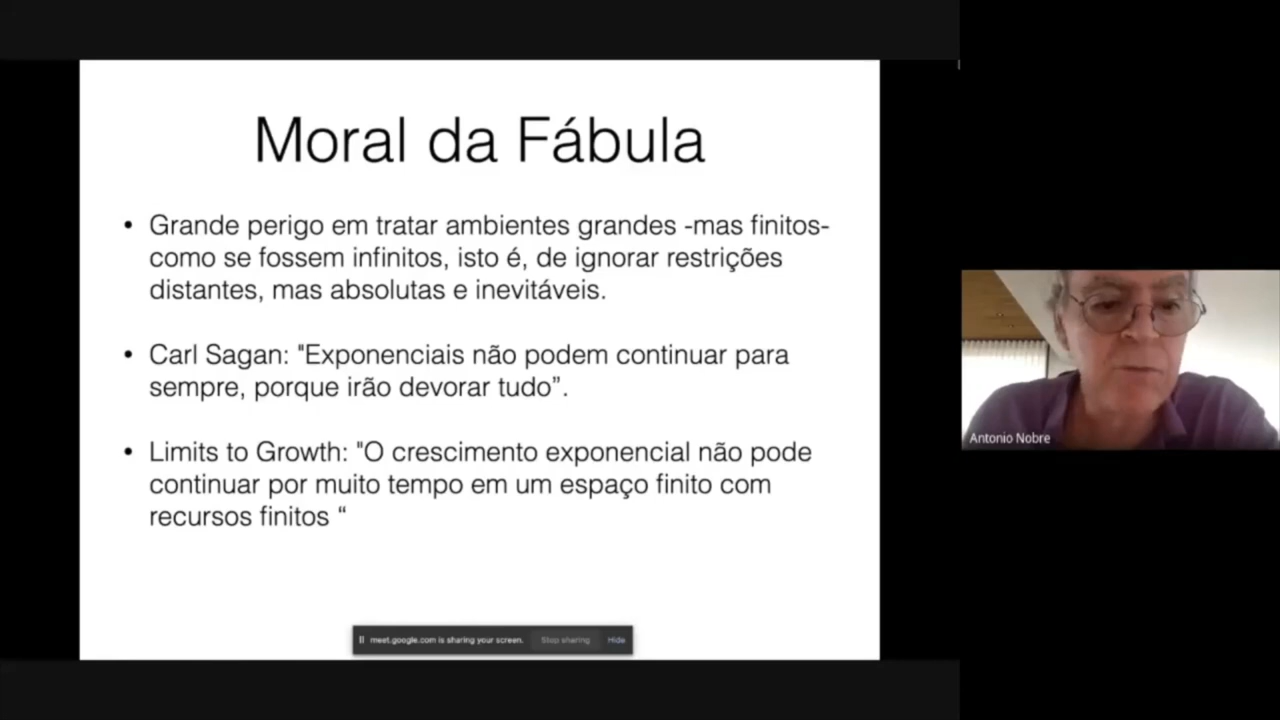 Moral da Fábula
• Grande perigo em tratar ambientes grandes -mas finitos-
como se fossem infinitos, isto é, de ignorar restrições
distantes, mas absolutas e inevitáveis.
• Carl Sagan: "Exponenciais não podem continuar para
sempre, porque irão devorar tudo”.
• Limits to Growth: "O crescimento exponencial não pode
continuar por muito tempo em um espaço finito com
recursos finitos “
meet.google.com is sharing your screen. Stop sharing Hide
Antonio Nobre